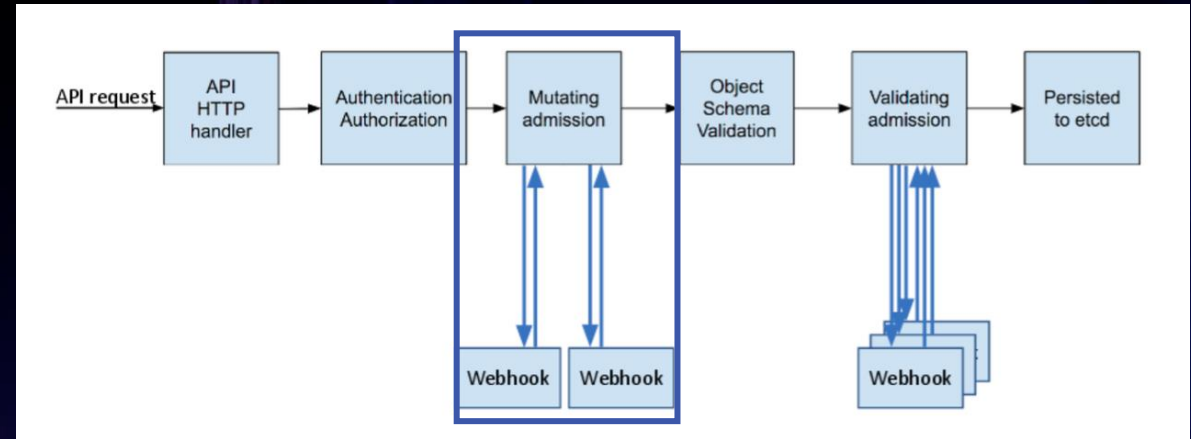 API request
API
HTTP
handler
Authentication
Authorization
Mutating
admission
Object
Schema
Validation
Validating
admission
Persisted
to etcd
Webhook
Webhook
Webhook